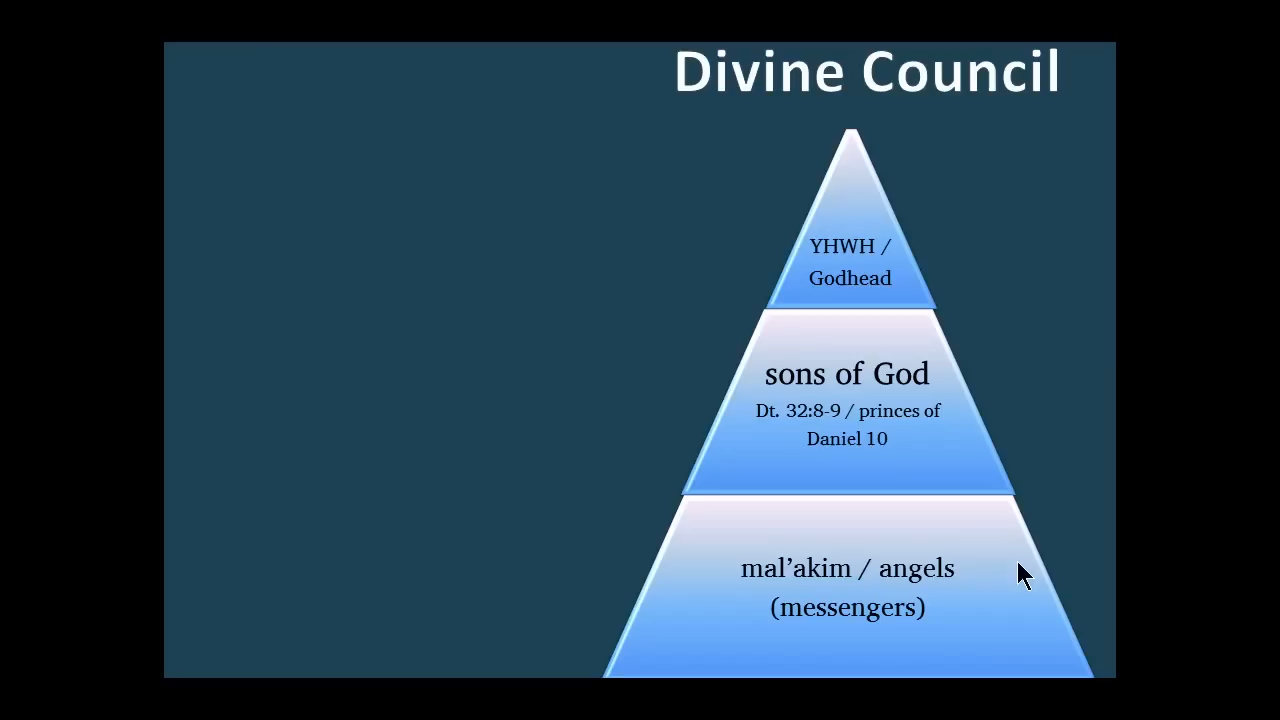 Divine Council
YHWH /
Godhead
sons of God
Dt. 32:8-9 / princes of
Daniel 10
mal’akim / angels
(messengers)